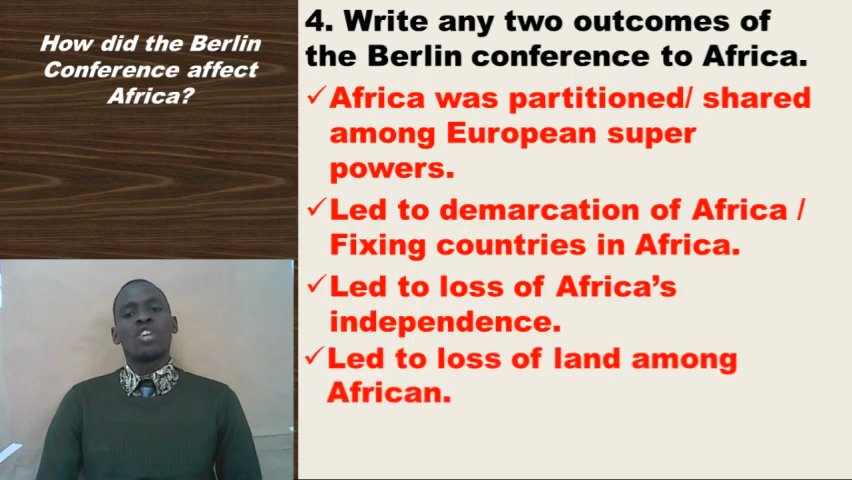 How did the Berlin
Conference affect
Africa?
4. Write any two outcomes of
the Berlin conference to Africa.
✓Africa was partitioned/ shared
among European super
powers.
✓Led to demarcation of Africa /
Fixing countries in Africa.
✓Led to loss of Africa’s
independence.
✓Led to loss of land among
African.